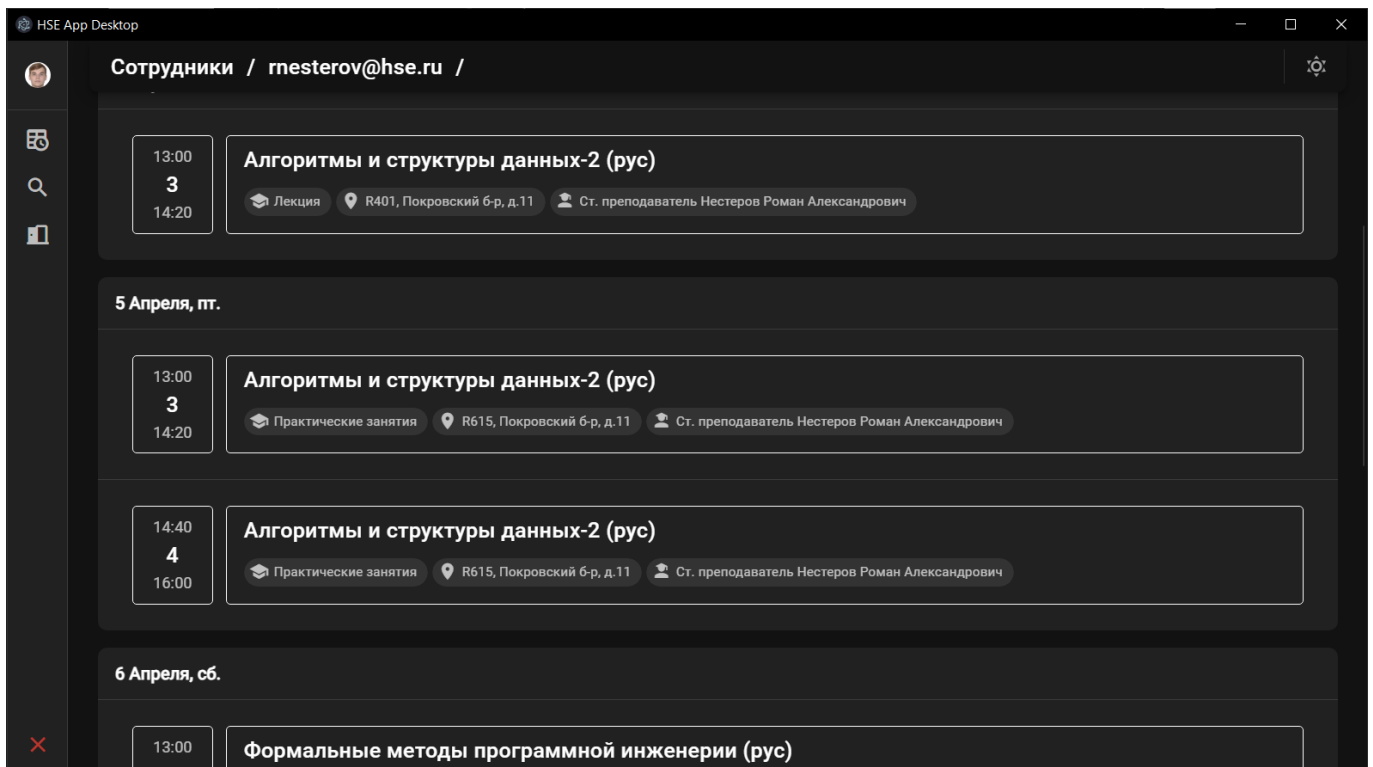 HSE App Desktop
Сотрудники / rnesterov@hse.ru /
13:00
3
14:20
Алгоритмы и структуры данных-2 (рус)
Лекция R401, Покровский б-р, д.11 Ст. преподаватель Нестеров Роман Александрович
5 Апреля, пт.
13:00
3
14:20
Алгоритмы и структуры данных-2 (рус)
Практические занятия R615, Покровский б-р, д.11 Ст. преподаватель Нестеров Роман Александрович
14:40
4
16:00
Алгоритмы и структуры данных-2 (рус)
Практические занятия R615, Покровский б-р, д.11 Ст. преподаватель Нестеров Роман Александрович
6 Апреля, сб.
13:00
Формальные методы программной инженерии (рус)